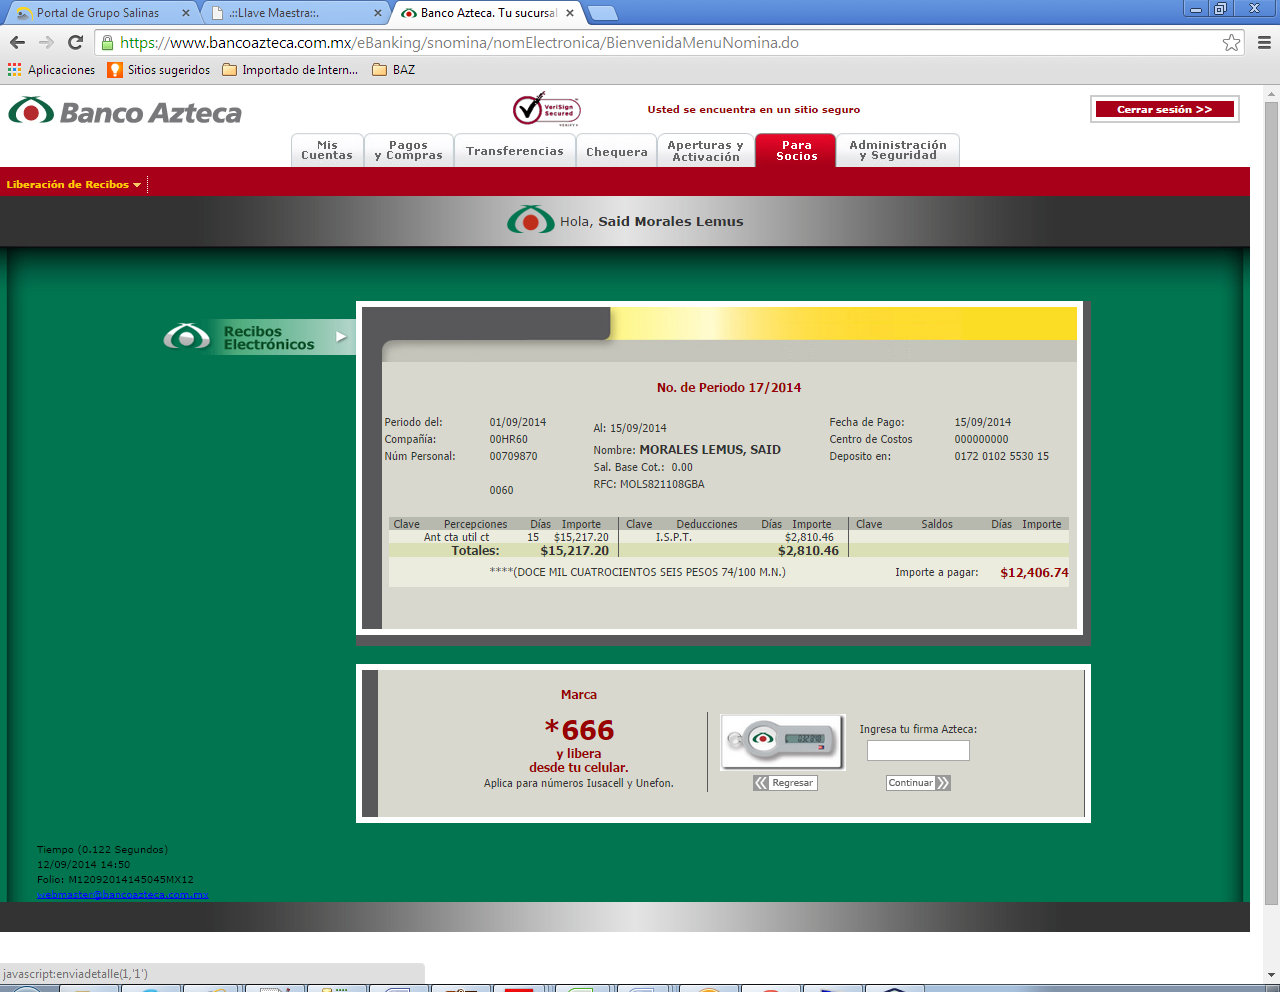 Portal de Grupo Salinas
.::Llave Maestra::.
Banco Azteca. Tu sucursal
https://www.bancoazteca.com.mx/eBanking/snomina/nomElectronica/BienvenidaMenuNomina.do
Aplicaciones Sitios sugeridos Importado de Intern... BAZ
Banco Azteca
VeriSign Secured
VERIFY
Usted se encuentra en un sitio seguro
Cerrar sesión >>
Mis Cuentas
Pagos y Compras
Transferencias
Chequera
Aperturas y Activación
Para Socios
Administración y Seguridad
Liberación de Recibos
Hola, Said Morales Lemus
Recibos
Electrónicos
No. de Periodo 17/2014
Periodo del: 01/09/2014 Al: 15/09/2014 Fecha de Pago: 15/09/2014
Compañía: 00HR60 Centro de Costos 000000000
Nombre: MORALES LEMUS, SAID
Núm Personal: 00709870 Deposito en: 0172 0102 5530 15
Sal. Base Cot.: 0.00
0060 RFC: MOLS821108GBA
Clave Percepciones Días Importe Clave Deducciones Días Importe Clave Saldos Días Importe
Ant cta util ct 15 $15,217.20 I.S.P.T. $2,810.46
Totales: $15,217.20 $2,810.46
****(DOCE MIL CUATROCIENTOS SEIS PESOS 74/100 M.N.) Importe a pagar: $12,406.74
Marca
*666
y libera
desde tu celular.
Aplica para números Iusacell y Unefon.
Ingresa tu firma Azteca:
Regresar Continuar
Tiempo (0.122 Segundos)
12/09/2014 14:50
Folio: M12092014145045MX12
webmaster@bancoazteca.com.mx
javascript:enviadetalle(1,'1')